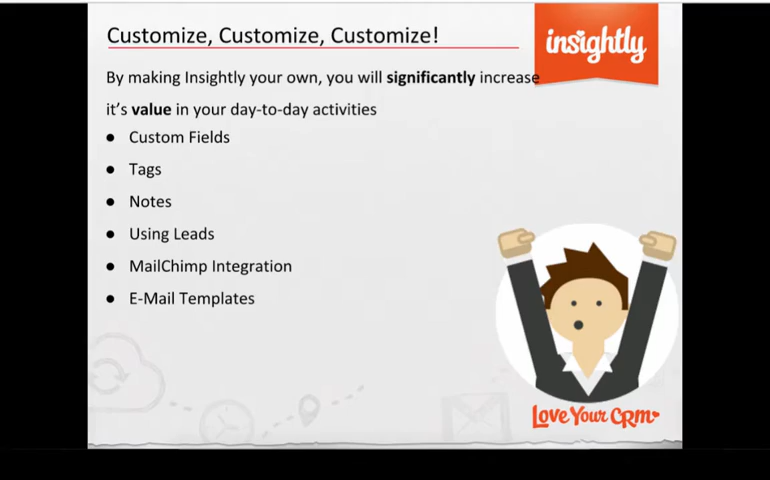 Customize, Customize, Customize!
insightly
By making Insightly your own, you will significantly increase
it's value in your day-to-day activities
● Custom Fields
● Tags
● Notes
● Using Leads
● MailChimp Integration
● E-Mail Templates
Love Your CRM